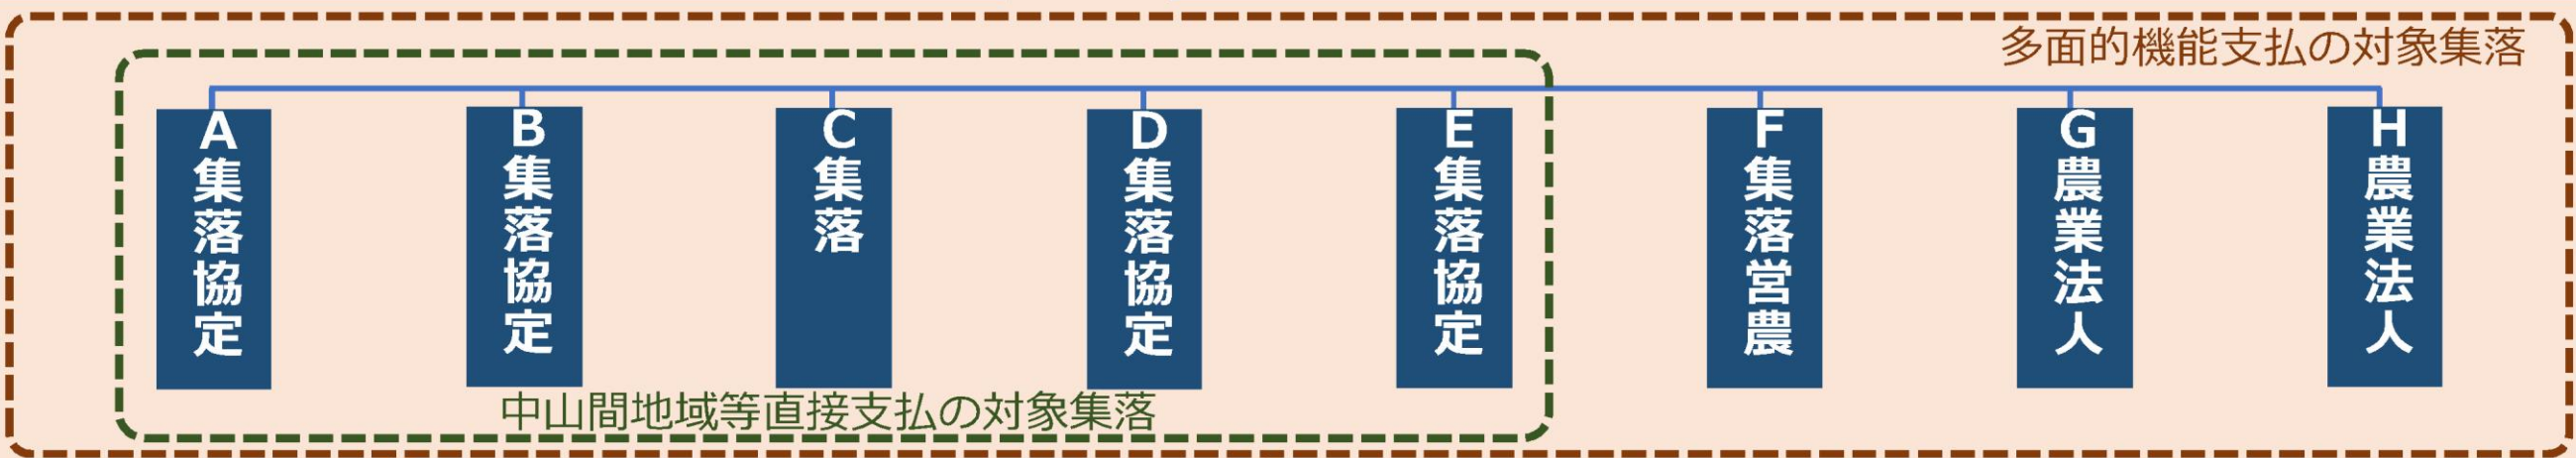 多面的機能支払の対象集落
A集落協定
B集落協定
C集落
D集落協定
E集落協定
F集落営農
G農業法人
H農業法人
中山間地域等直接支払の対象集落